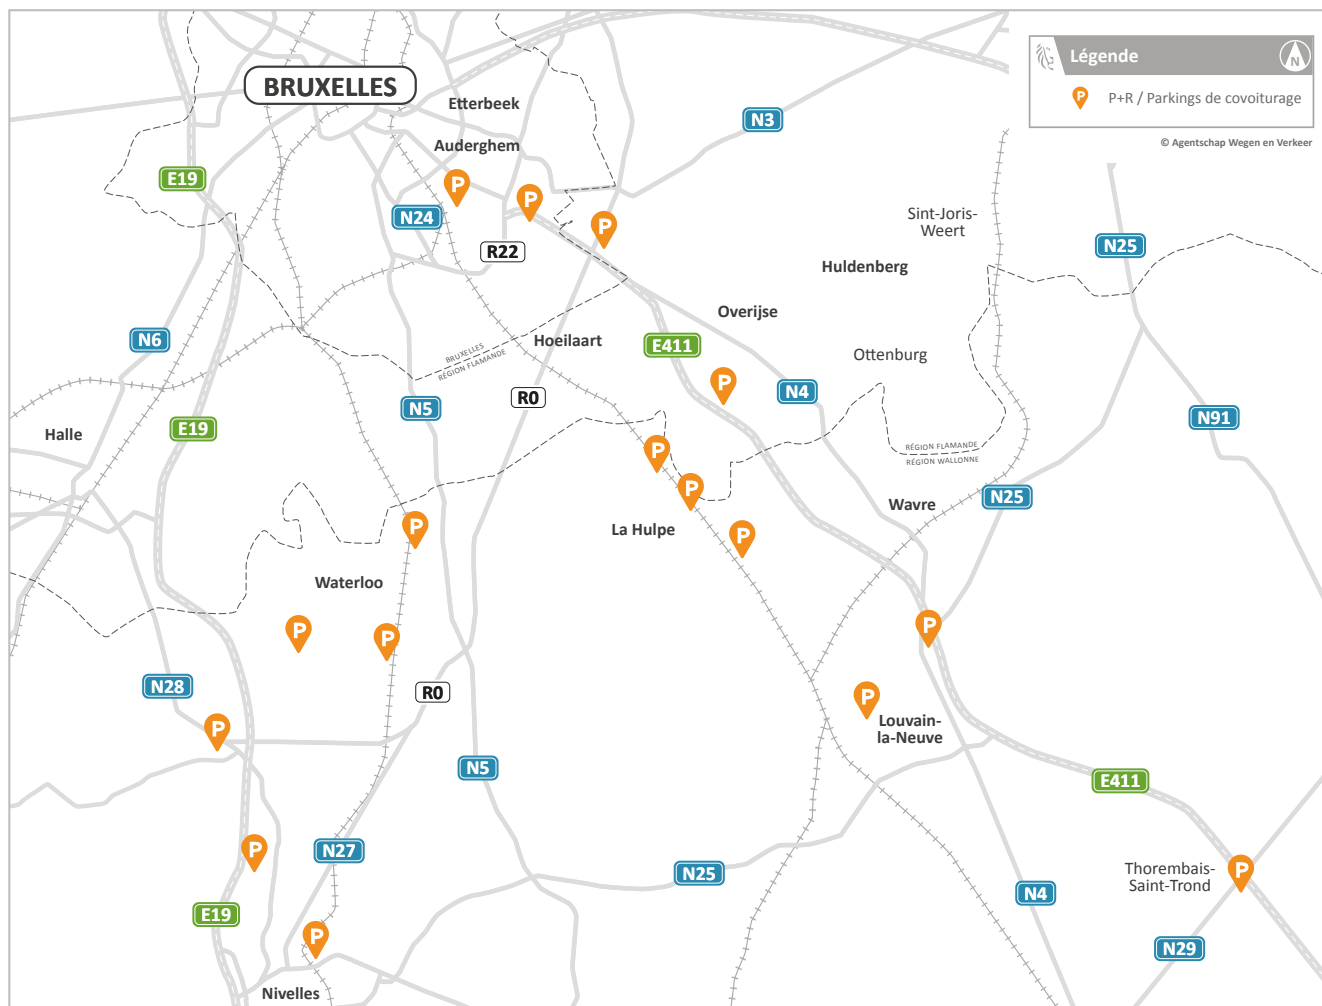 BRUXELLES
Légende
N
P
P+R / Parkings de covoiturage
© Agentschap Wegen en Verkeer
Etterbeek
N3
Auderghem
E19
P
P
N24
P
Sint-Joris-
Weert
R22
N25
Huldenberg
Overijse
N6
Hoeilaart
E411
BRUXELLES
RÉGION FLAMANDE
Ottenburg
P
N4
R0
N5
N91
E19
Halle
P
RÉGION FLAMANDE
RÉGION WALLONNE
P
N25
Wavre
P
La Hulpe
P
Waterloo
P
P
P
N28
R0
P
Louvain-
la-Neuve
P
N5
E411
P
N27
N25
Thorembais-
Saint-Trond
P
N4
E19
P
N29
Nivelles